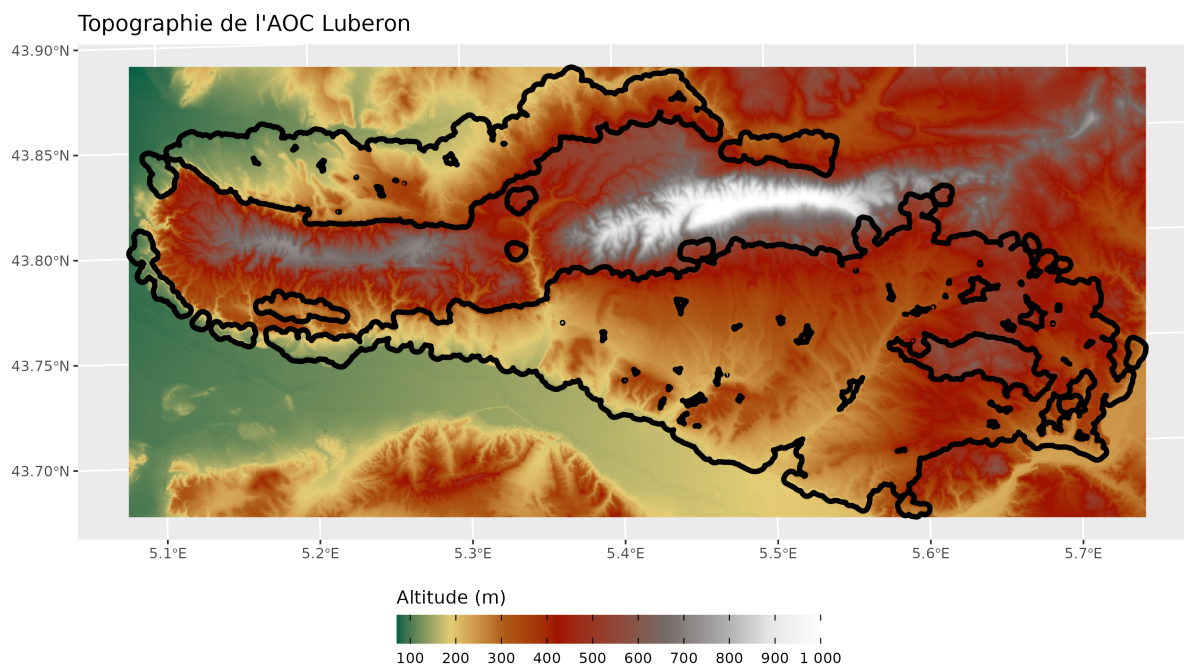 Topographie de l'AOC Luberon
43.90°N
43.85°N
43.80°N
43.75°N
43.70°N
5.1°E 5.2°E 5.3°E 5.4°E 5.5°E 5.6°E 5.7°E
Altitude (m)
100 200 300 400 500 600 700 800 900 1 000